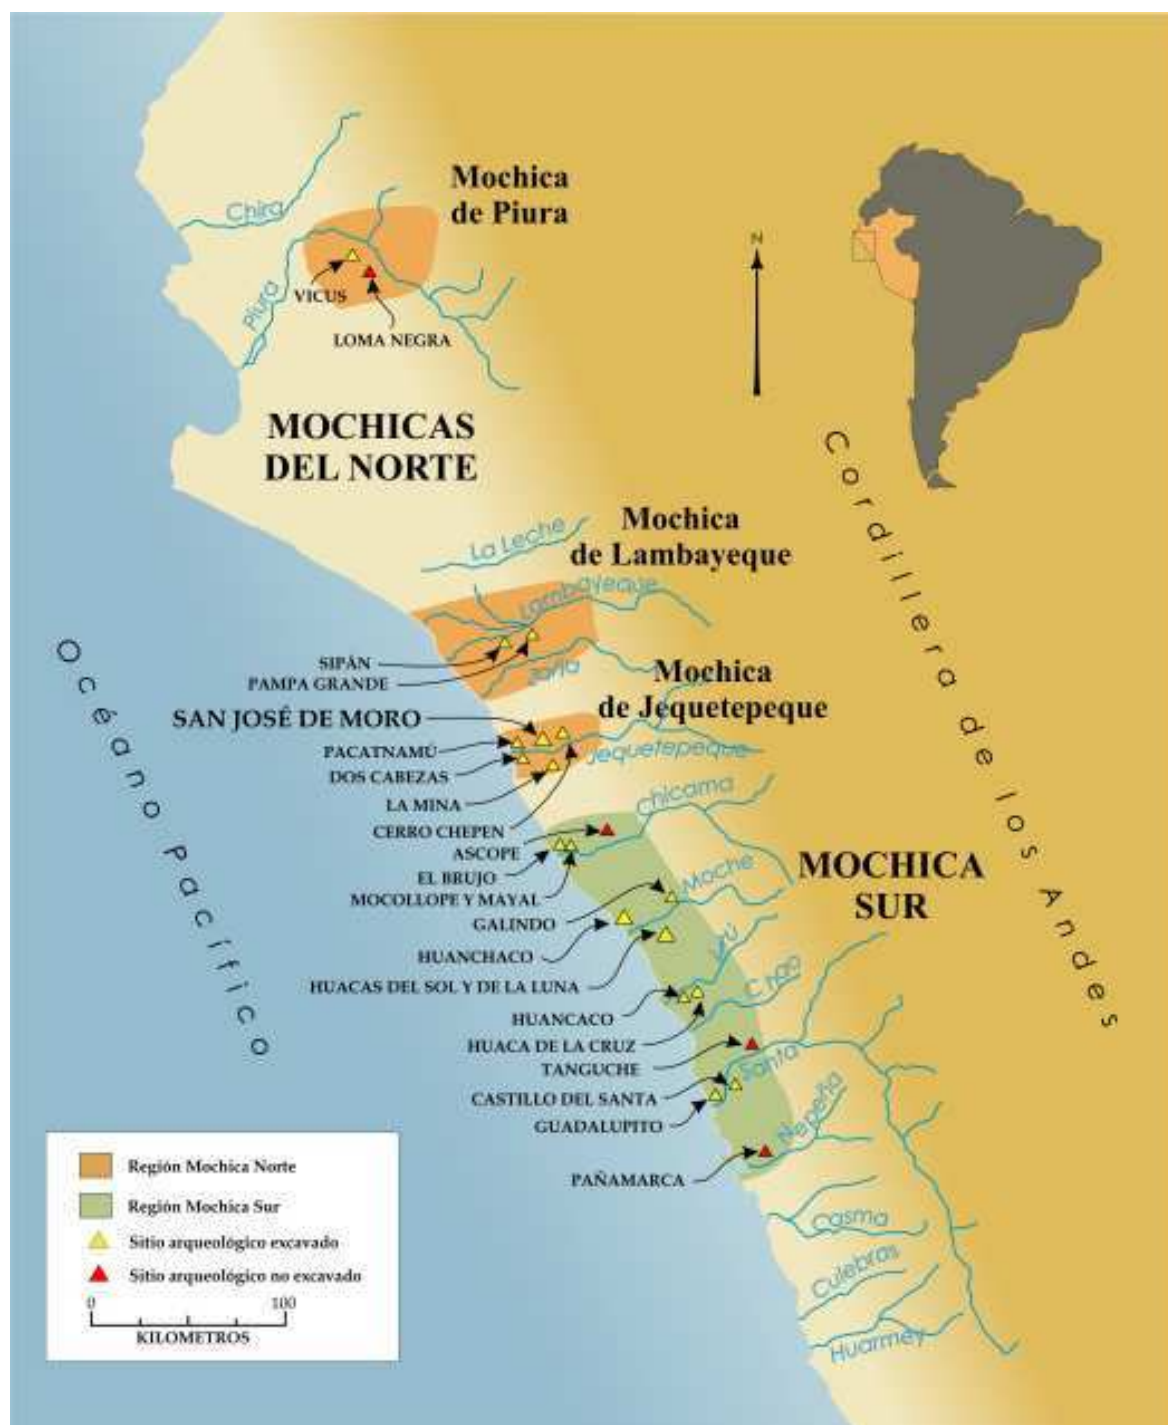 Mochica
de Piura
Chira
Piura
VICUS
LOMA NEGRA
N
MOCHICAS
DEL NORTE
Cordillera de los Andes
Mochica
de Lambayeque
La Leche
Lambayeque
SIPÁN
PAMPA GRANDE
Zaña
Océano Pacífico
Mochica
de Jequetepeque
SAN JOSÉ DE MORO
PACATNAMÚ
Jequetepeque
DOS CABEZAS
LA MINA
Chicama
CERRO CHEPEN
ASCOPE
EL BRUJO
MOCOLLOPE Y MAYAL
Moche
MOCHICA
SUR
GALINDO
HUANCHACO
Virú
HUACAS DEL SOL Y DE LA LUNA
Chao
HUANCACO
HUACA DE LA CRUZ
TANGUCHE
Santa
CASTILLO DEL SANTA
GUADALUPITO
Nepeña
PAÑAMARCA
Casma
Culebras
Huarmey
Región Mochica Norte
Región Mochica Sur
Sitio arqueológico excavado
Sitio arqueológico no excavado
0 100
KILOMETROS